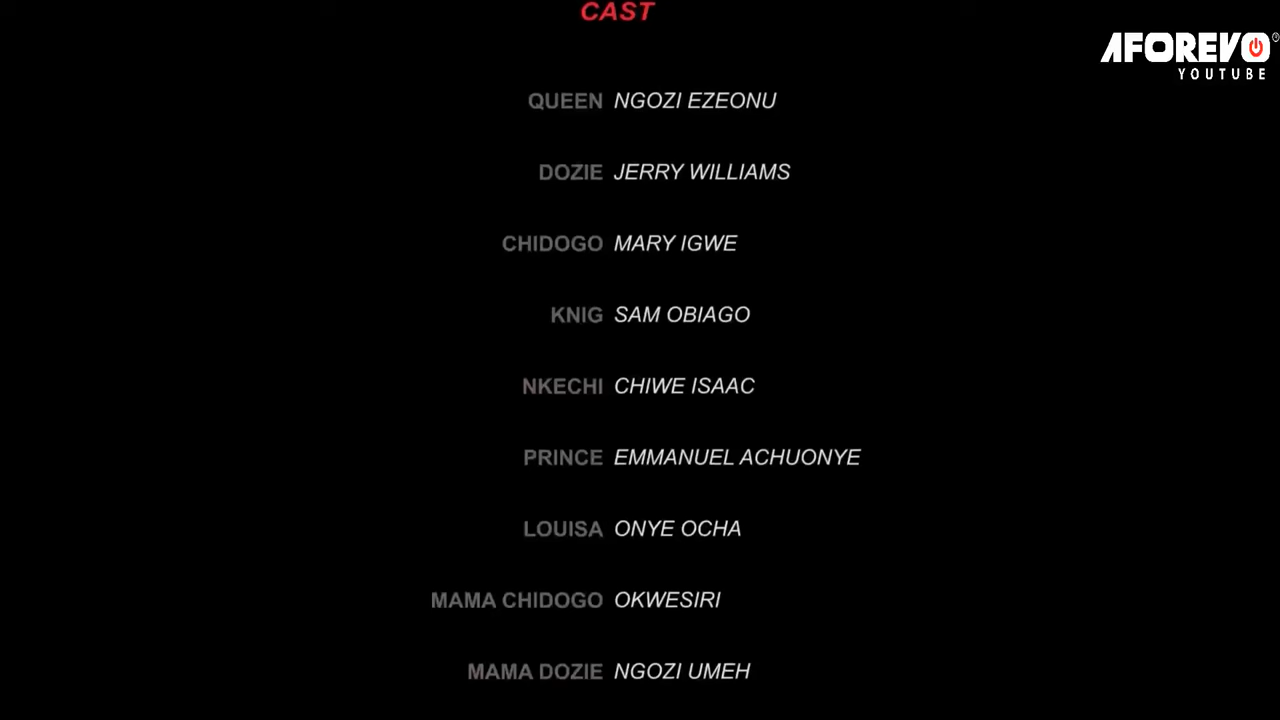 CAST
AFOREVO
YOUTUBE
QUEEN NGOZI EZEONU
DOZIE JERRY WILLIAMS
CHIDOGO MARY IGWE
KNIG SAM OBIAGO
NKECHI CHIWE ISAAC
PRINCE EMMANUEL ACHUONYE
LOUISA ONYE OCHA
MAMA CHIDOGO OKWESIRI
MAMA DOZIE NGOZI UMEH